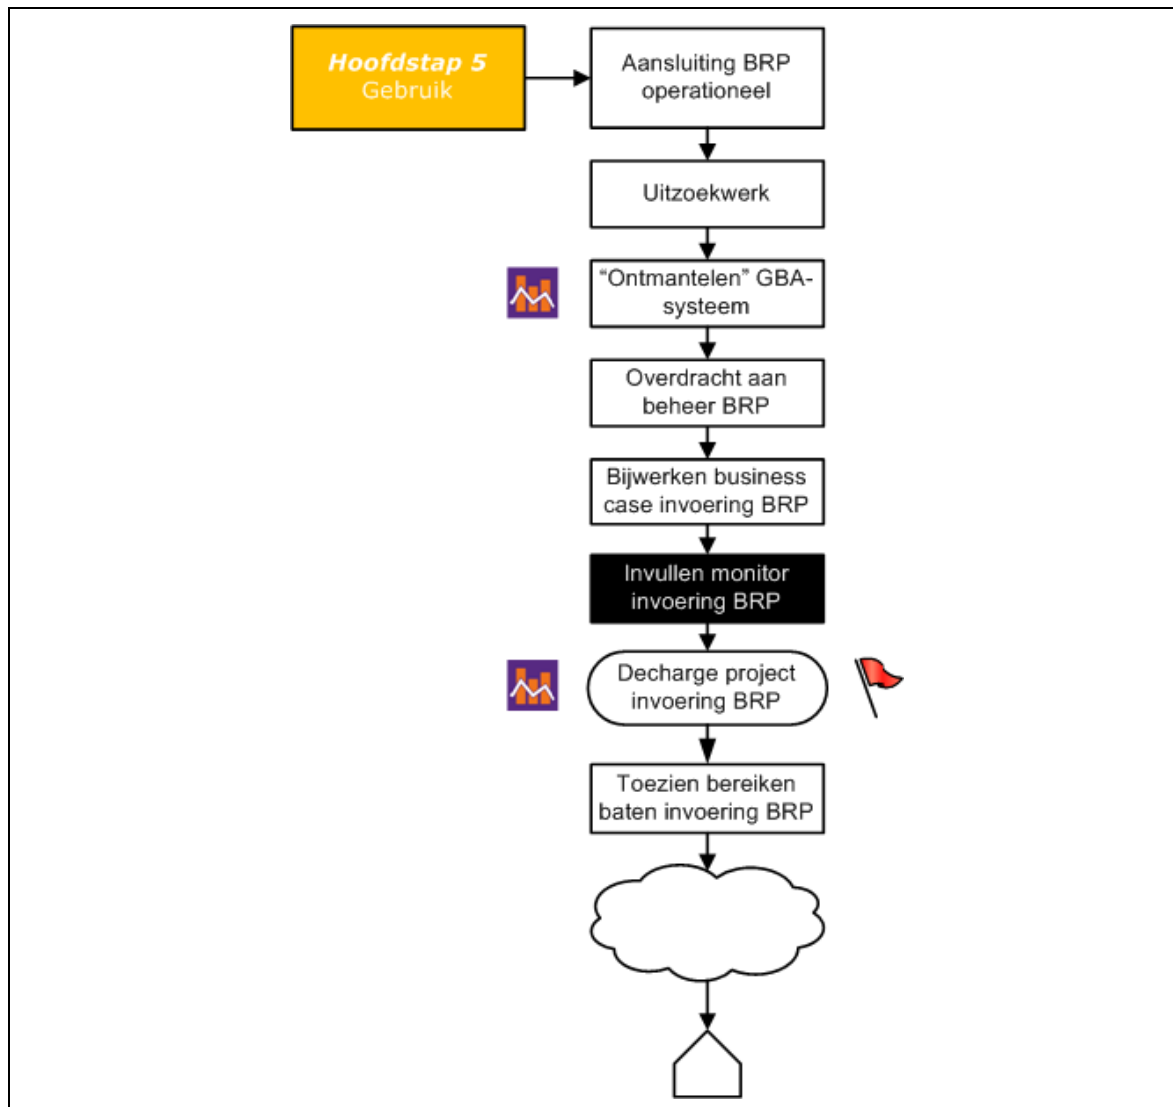 Hoofdstap 5
Gebruik
Aansluiting BRP
operationeel
Uitzoekwerk
“Ontmantelen” GBA-
systeem
Overdracht aan
beheer BRP
Bijwerken business
case invoering BRP
Invullen monitor
invoering BRP
Decharge project
invoering BRP
Toezien bereiken
baten invoering BRP